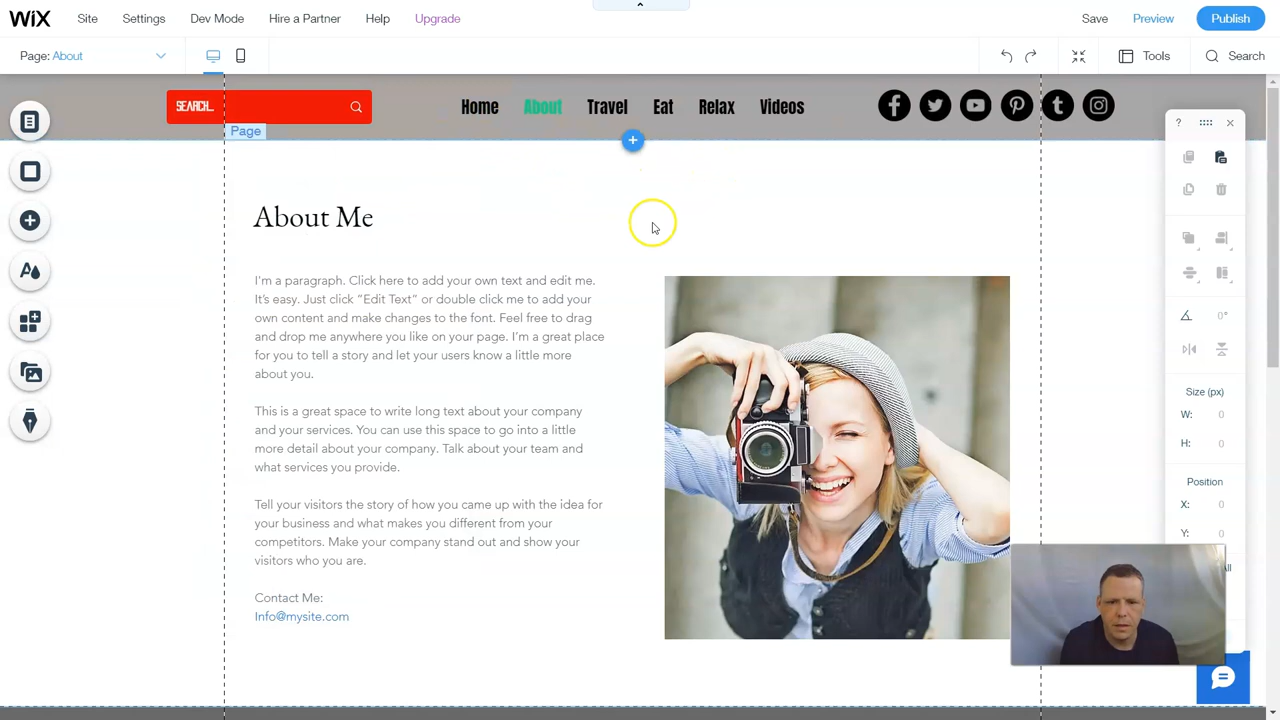 WiX Site Settings Dev Mode Hire a Partner Help Upgrade Save Preview Publish
Page: About Tools Search
SEARCH... Home About Travel Eat Relax Videos
Page
About Me
I'm a paragraph. Click here to add your own text and edit me.
It's easy. Just click “Edit Text” or double click me to add your
own content and make changes to the font. Feel free to drag
and drop me anywhere you like on your page. I'm a great place
for you to tell a story and let your users know a little more
about you.
This is a great space to write long text about your company
and your services. You can use this space to go into a little
more detail about your company. Talk about your team and
what services you provide.
Tell your visitors the story of how you came up with the idea for
your business and what makes you different from your
competitors. Make your company stand out and show your
visitors who you are.
Contact Me:
Info@mysite.com
?
0°
Size (px)
W: 0
H: 0
Position
X: 0
Y: 0